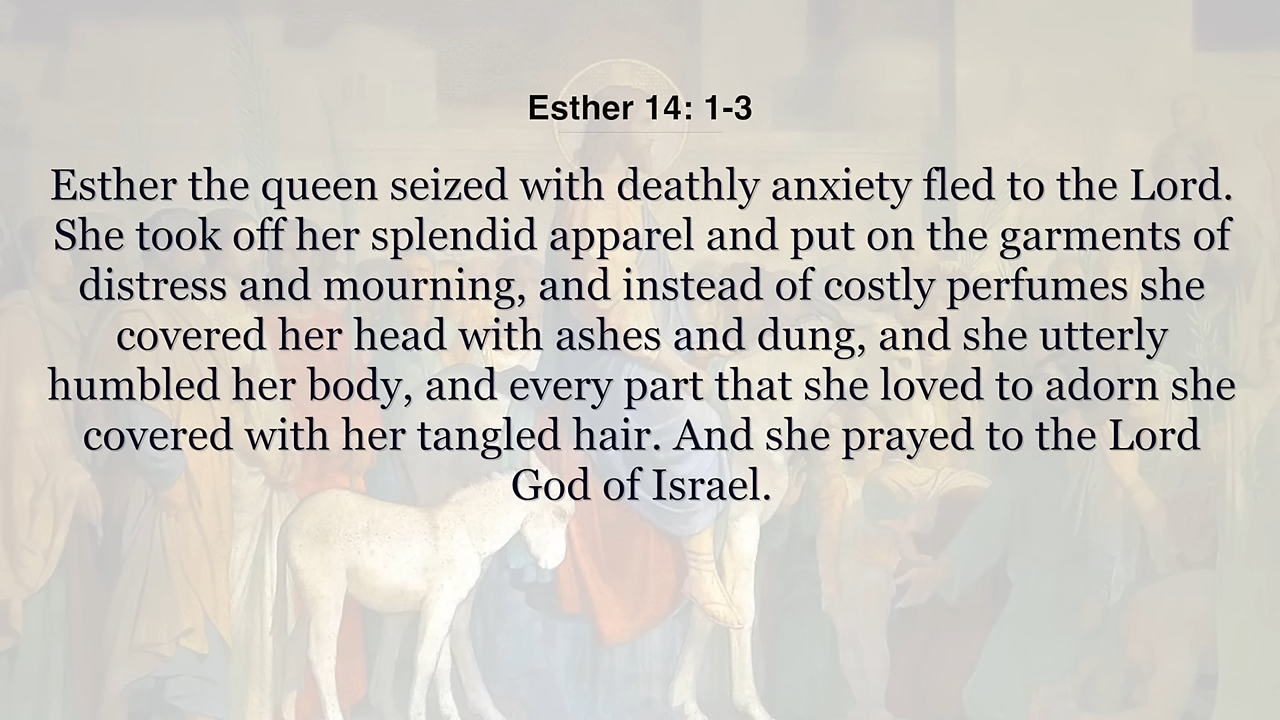 Esther 14: 1-3
Esther the queen seized with deathly anxiety fled to the Lord.
She took off her splendid apparel and put on the garments of
distress and mourning, and instead of costly perfumes she
covered her head with ashes and dung, and she utterly
humbled her body, and every part that she loved to adorn she
covered with her tangled hair. And she prayed to the Lord
God of Israel.